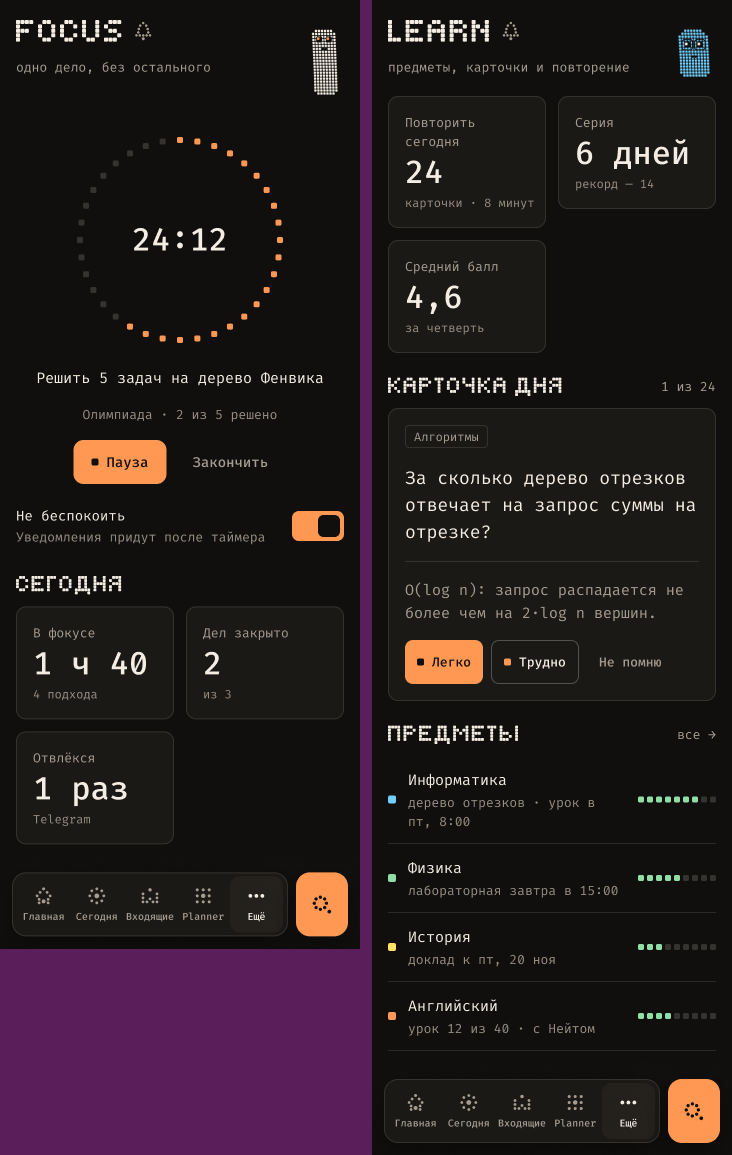 FOCUS
одно дело, без остального
24:12
Решить 5 задач на дерево Фенвика
Олимпиада · 2 из 5 решено
Пауза
Закончить
Не беспокоить
Уведомления придут после таймера
СЕГОДНЯ
В фокусе
1 ч 40
4 подхода
Дел закрыто
2
из 3
Отвлёкся
1 раз
Telegram
Главная
Сегодня
Входящие
Planner
Ещё
LEARN
предметы, карточки и повторение
Повторить
сегодня
24
карточки · 8 минут
Серия
6 дней
рекорд — 14
Средний балл
4,6
за четверть
КАРТОЧКА ДНЯ
1 из 24
Алгоритмы
За сколько дерево отрезков
отвечает на запрос суммы на
отрезке?
O(log n): запрос распадается не
более чем на 2·log n вершин.
Легко
Трудно
Не помню
ПРЕДМЕТЫ
все →
Информатика
дерево отрезков · урок в
пт, 8:00
Физика
лабораторная завтра в 15:00
История
доклад к пт, 20 ноя
Английский
урок 12 из 40 · с Нейтом
Главная
Сегодня
Входящие
Planner
Ещё